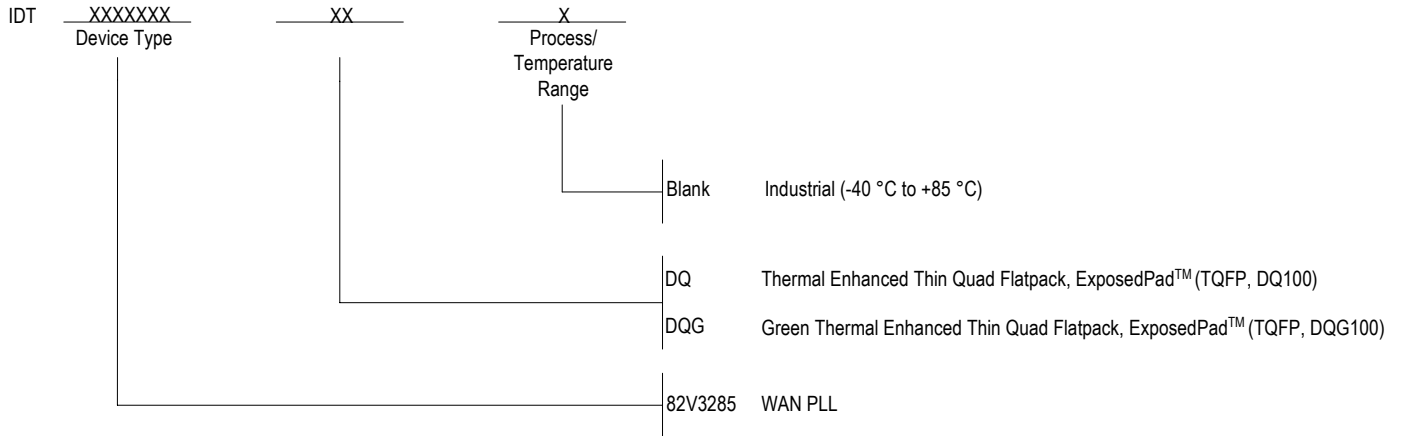 IDT XXXXXXX XX X
Device Type
Process/
Temperature
Range
Blank Industrial (-40 °C to +85 °C)
DQ Thermal Enhanced Thin Quad Flatpack, ExposedPad™ (TQFP, DQ100)
DQG Green Thermal Enhanced Thin Quad Flatpack, ExposedPad™ (TQFP, DQG100)
82V3285 WAN PLL